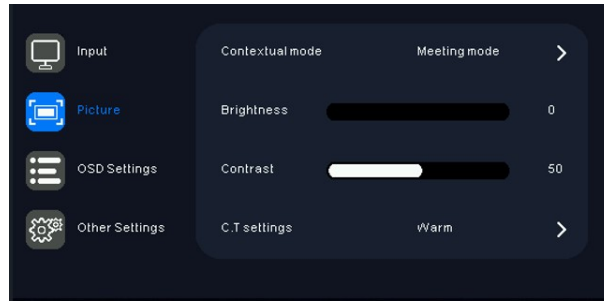 Input
Contextual mode Meeting mode
Picture
Brightness 0
OSD Settings
Contrast 50
Other Settings
C.T settings Warm